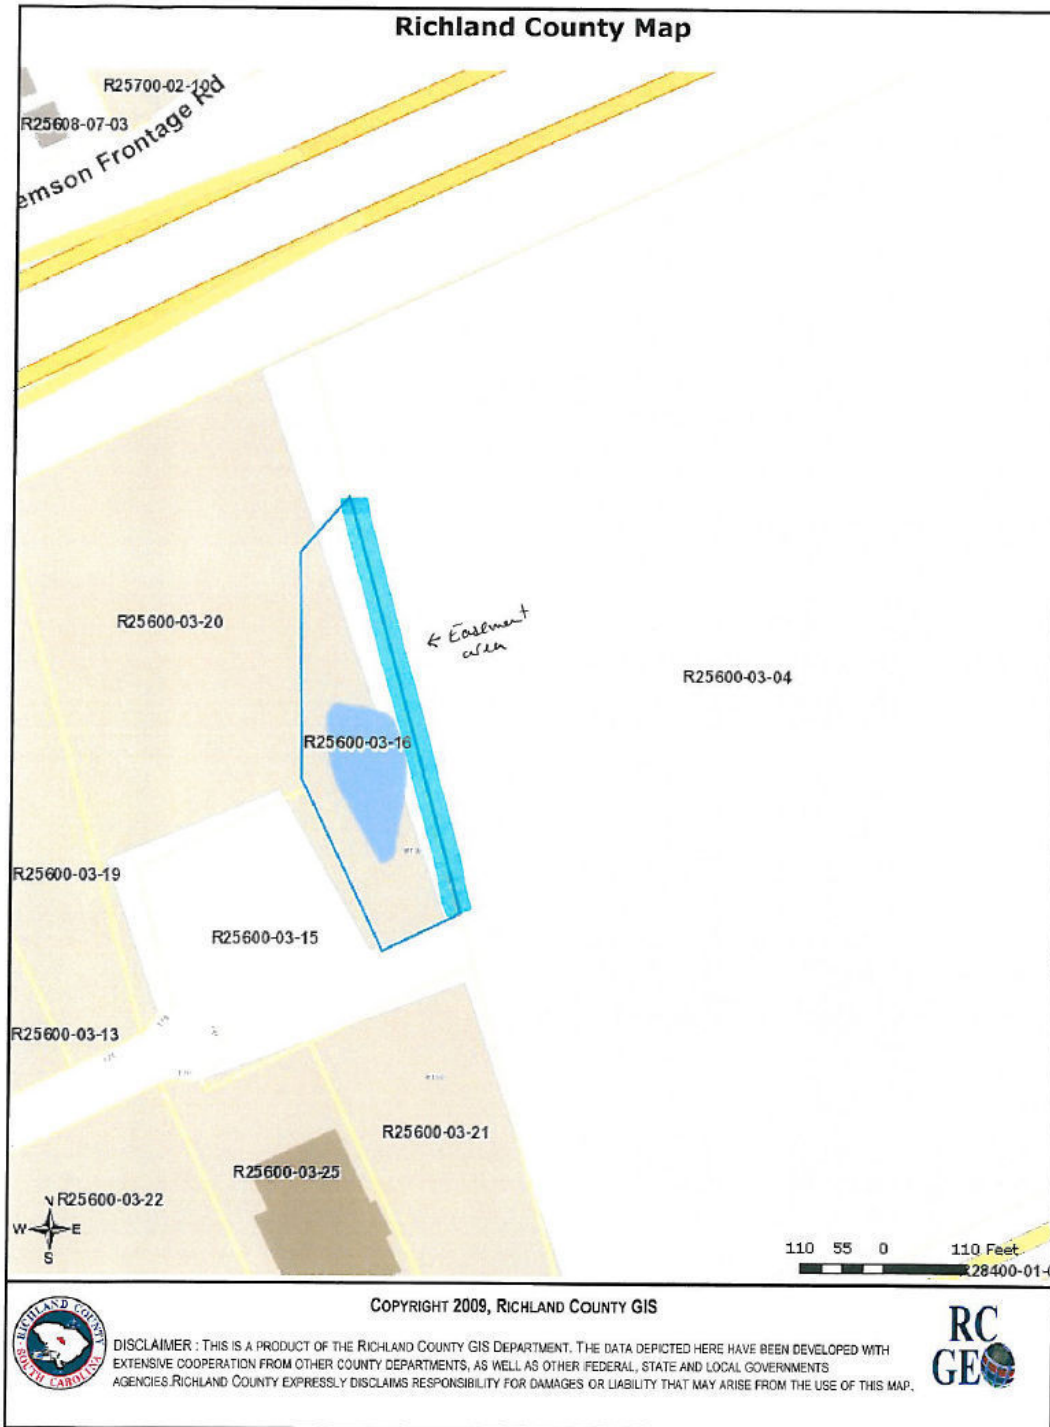 Richland County Map
R25700-02-10
R25608-07-03
emson Frontage Rd
R25600-03-20
← Easement
area
R25600-03-04
R25600-03-16
R25600-03-19
R25600-03-15
R25600-03-13
R25600-03-21
R25600-03-25
R25600-03-22
N
W E
S
110 55 0 110 Feet
R28400-01-0
COPYRIGHT 2009, RICHLAND COUNTY GIS
DISCLAIMER : THIS IS A PRODUCT OF THE RICHLAND COUNTY GIS DEPARTMENT. THE DATA DEPICTED HERE HAVE BEEN DEVELOPED WITH
EXTENSIVE COOPERATION FROM OTHER COUNTY DEPARTMENTS, AS WELL AS OTHER FEDERAL, STATE AND LOCAL GOVERNMENTS
AGENCIES.RICHLAND COUNTY EXPRESSLY DISCLAIMS RESPONSIBILITY FOR DAMAGES OR LIABILITY THAT MAY ARISE FROM THE USE OF THIS MAP.
RICHLAND COUNTY
SOUTH CAROLINA
RC
GEO